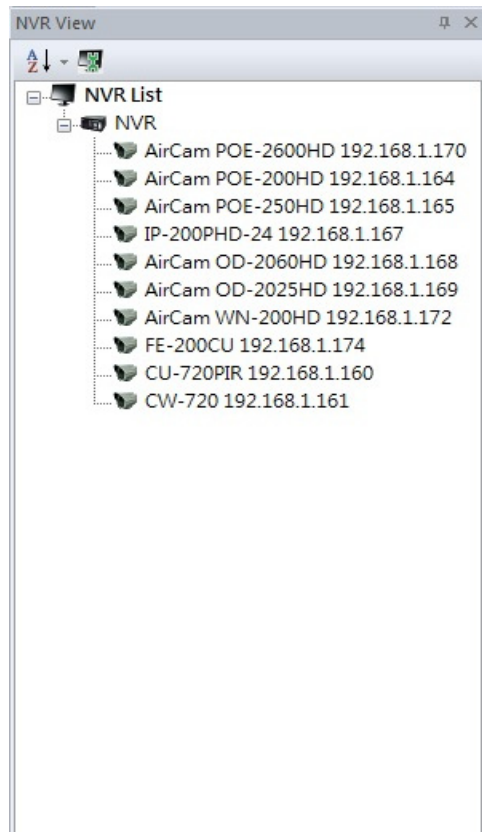 NVR View
NVR List
NVR
AirCam POE-2600HD 192.168.1.170
AirCam POE-200HD 192.168.1.164
AirCam POE-250HD 192.168.1.165
IP-200PHD-24 192.168.1.167
AirCam OD-2060HD 192.168.1.168
AirCam OD-2025HD 192.168.1.169
AirCam WN-200HD 192.168.1.172
FE-200CU 192.168.1.174
CU-720PIR 192.168.1.160
CW-720 192.168.1.161